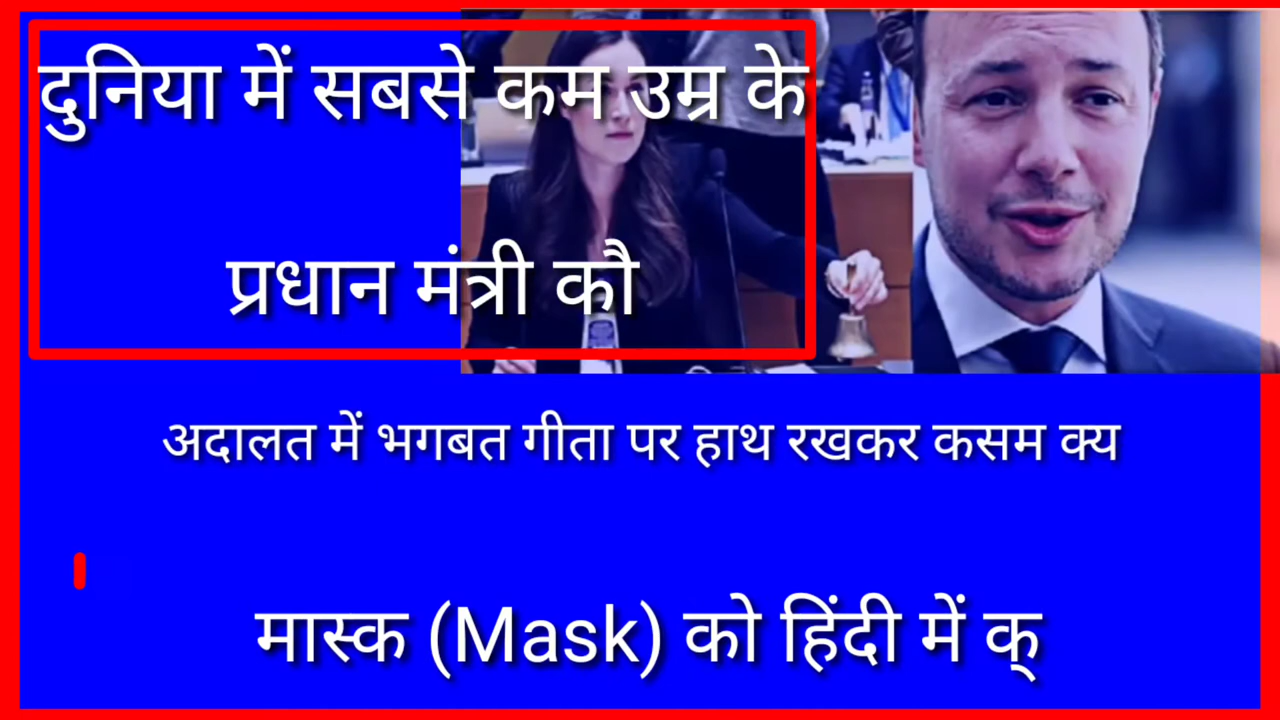 दुनिया में सबसे कम उम्र के
प्रधान मंत्री कौ
अदालत में भगबत गीता पर हाथ रखकर कसम क्य
मास्क (Mask) को हिंदी में क्